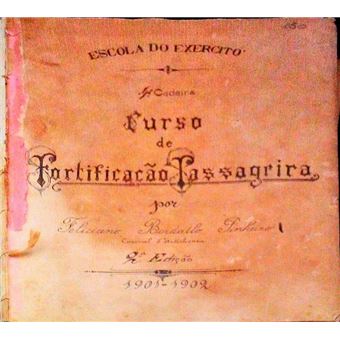 ESCOLA DO EXERCITO
4ª Cadeira
Curso
de
Fortificação Passageira
por
Feliciano Bordallo Pinheiro
Coronel d'Artilharia
2ª Edição
1901-1902